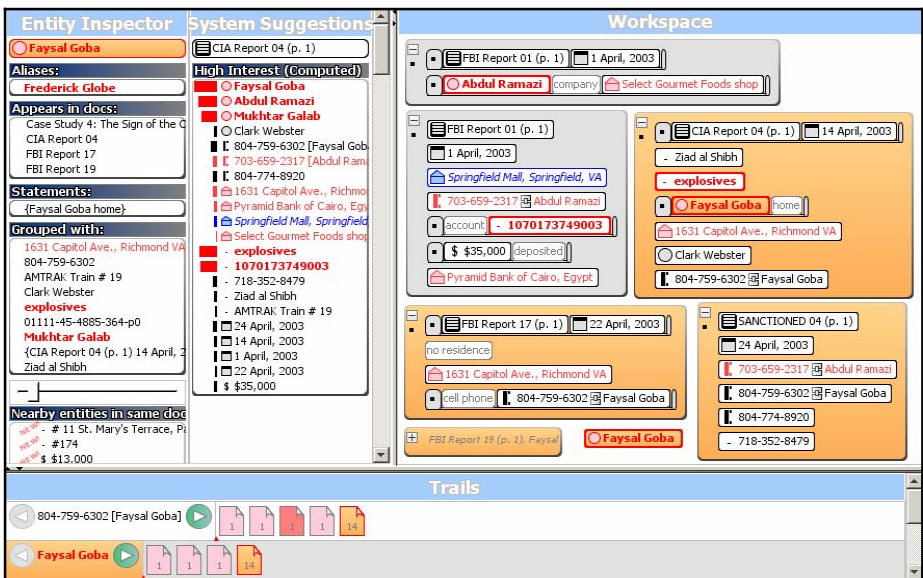 Entity Inspector
Faysal Goba
Aliases:
Frederick Globe
Appears in docs:
Case Study 4: The Sign of the C
CIA Report 04
FBI Report 17
FBI Report 19
Statements:
{Faysal Goba home}
Grouped with:
1631 Capitol Ave., Richmond VA
804-759-6302
AMTRAK Train # 19
Clark Webster
explosives
01111-45-4885-364-p0
Mukhtar Galab
{CIA Report 04 (p. 1) 14 April, 2
Ziad al Shibh
Nearby entities in same doc
NEW! - # 11 St. Mary's Terrace, Pa
NEW! - #174
NEW! $ $13,000
System Suggestions
CIA Report 04 (p. 1)
High Interest (Computed)
Faysal Goba
Abdul Ramazi
Mukhtar Galab
Clark Webster
804-759-6302 [Faysal Gob
703-659-2317 [Abdul Rama
804-774-8920
1631 Capitol Ave., Richmo
Pyramid Bank of Cairo, Egy
Springfield Mall, Springfield,
Select Gourmet Foods shop
- explosives
- 1070173749003
- 718-352-8479
- Ziad al Shibh
- AMTRAK Train # 19
24 April, 2003
14 April, 2003
1 April, 2003
22 April, 2003
$ $35,000
Workspace
FBI Report 01 (p. 1) 1 April, 2003
Abdul Ramazi company Select Gourmet Foods shop
FBI Report 01 (p. 1)
1 April, 2003
Springfield Mall, Springfield, VA
703-659-2317 Abdul Ramazi
account - 1070173749003
$ $35,000 deposited
Pyramid Bank of Cairo, Egypt
CIA Report 04 (p. 1) 14 April, 2003
- Ziad al Shibh
- explosives
Faysal Goba home
1631 Capitol Ave., Richmond VA
Clark Webster
804-759-6302 Faysal Goba
FBI Report 17 (p. 1) 22 April, 2003
no residence
1631 Capitol Ave., Richmond VA
cell phone 804-759-6302 Faysal Goba
SANCTIONED 04 (p. 1)
24 April, 2003
703-659-2317 Abdul Ramazi
804-759-6302 Faysal Goba
804-774-8920
- 718-352-8479
FBI Report 19 (p. 1), Faysal
Faysal Goba
Trails
804-759-6302 [Faysal Goba] 1 1 1 1 14
Faysal Goba 1 1 1 14